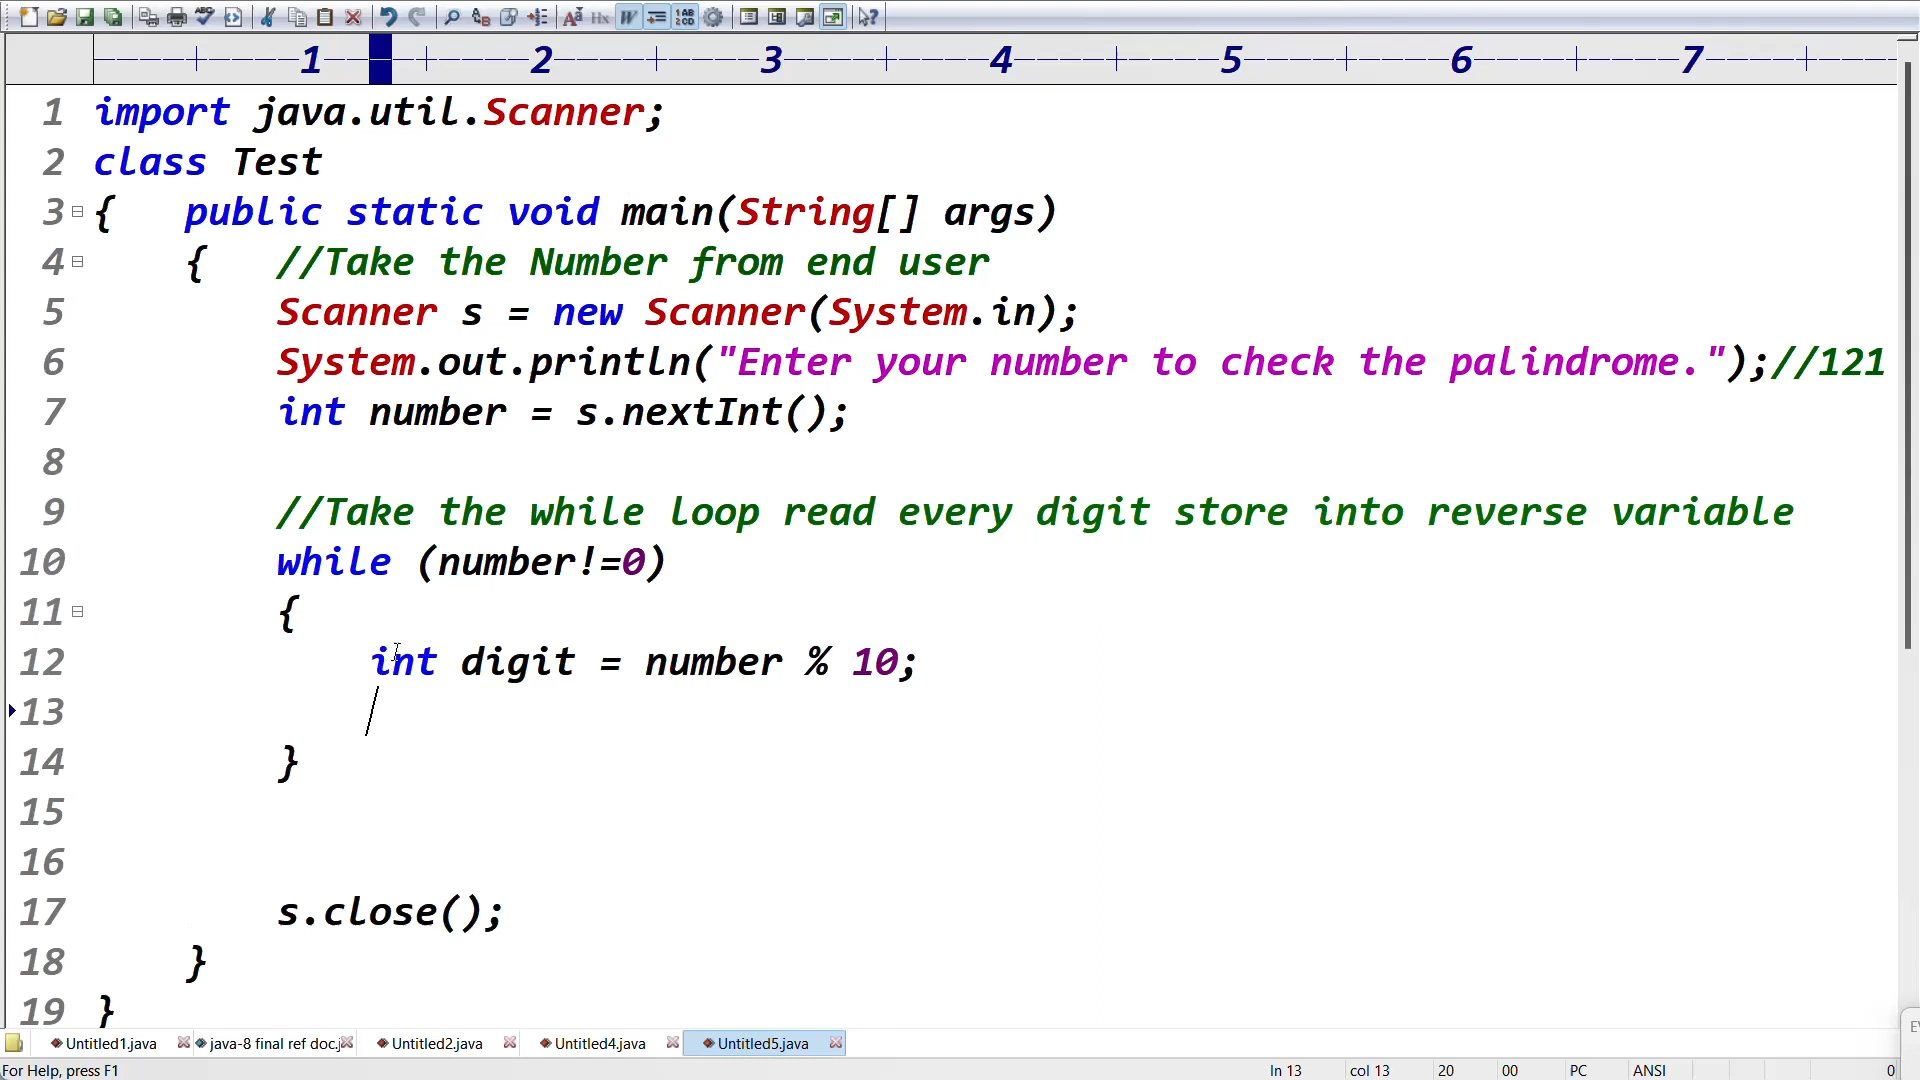 1 2 3 4 5 6 7
1 import java.util.Scanner;
2 class Test
3 { public static void main(String[] args)
4 { //Take the Number from end user
5 Scanner s = new Scanner(System.in);
6 System.out.println("Enter your number to check the palindrome.");//121
7 int number = s.nextInt();
8
9 //Take the while loop read every digit store into reverse variable
10 while (number!=0)
11 {
12 int digit = number % 10;
13
14 }
15
16
17 s.close();
18 }
19 }
Untitled1.java java-8 final ref doc.j Untitled2.java Untitled4.java Untitled5.java
For Help, press F1 ln 13 col 13 20 00 PC ANSI 0